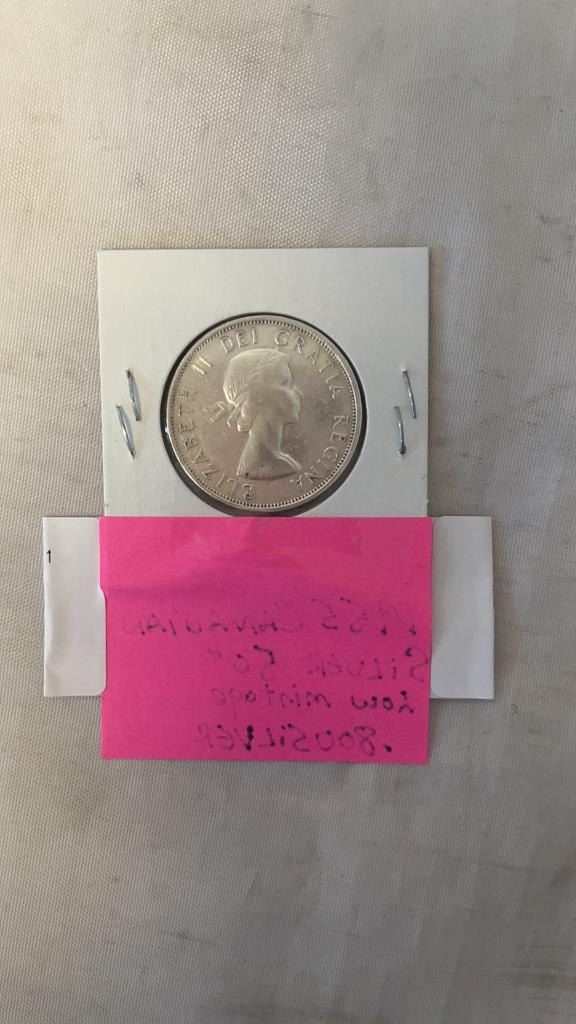 ELIZABETH II DEI GRATIA REGINA
1
1955 CANADIAN
SILVER 50¢
Low mintage
.800 SILVER